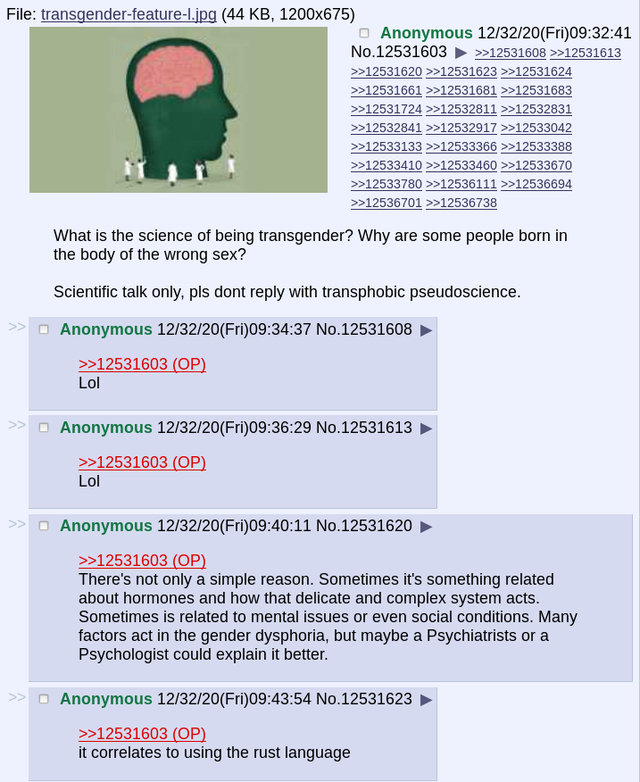 File: transgender-feature-l.jpg (44 KB, 1200x675)
Anonymous 12/32/20(Fri)09:32:41
No.12531603 ▶ >>12531608 >>12531613
>>12531620 >>12531623 >>12531624
>>12531661 >>12531681 >>12531683
>>12531724 >>12532811 >>12532831
>>12532841 >>12532917 >>12533042
>>12533133 >>12533366 >>12533388
>>12533410 >>12533460 >>12533670
>>12533780 >>12536111 >>12536694
>>12536701 >>12536738
What is the science of being transgender? Why are some people born in
the body of the wrong sex?
Scientific talk only, pls dont reply with transphobic pseudoscience.
>> Anonymous 12/32/20(Fri)09:34:37 No.12531608 ▶
>>12531603 (OP)
Lol
>> Anonymous 12/32/20(Fri)09:36:29 No.12531613 ▶
>>12531603 (OP)
Lol
>> Anonymous 12/32/20(Fri)09:40:11 No.12531620 ▶
>>12531603 (OP)
There's not only a simple reason. Sometimes it's something related
about hormones and how that delicate and complex system acts.
Sometimes is related to mental issues or even social conditions. Many
factors act in the gender dysphoria, but maybe a Psychiatrists or a
Psychologist could explain it better.
>> Anonymous 12/32/20(Fri)09:43:54 No.12531623 ▶
>>12531603 (OP)
it correlates to using the rust language